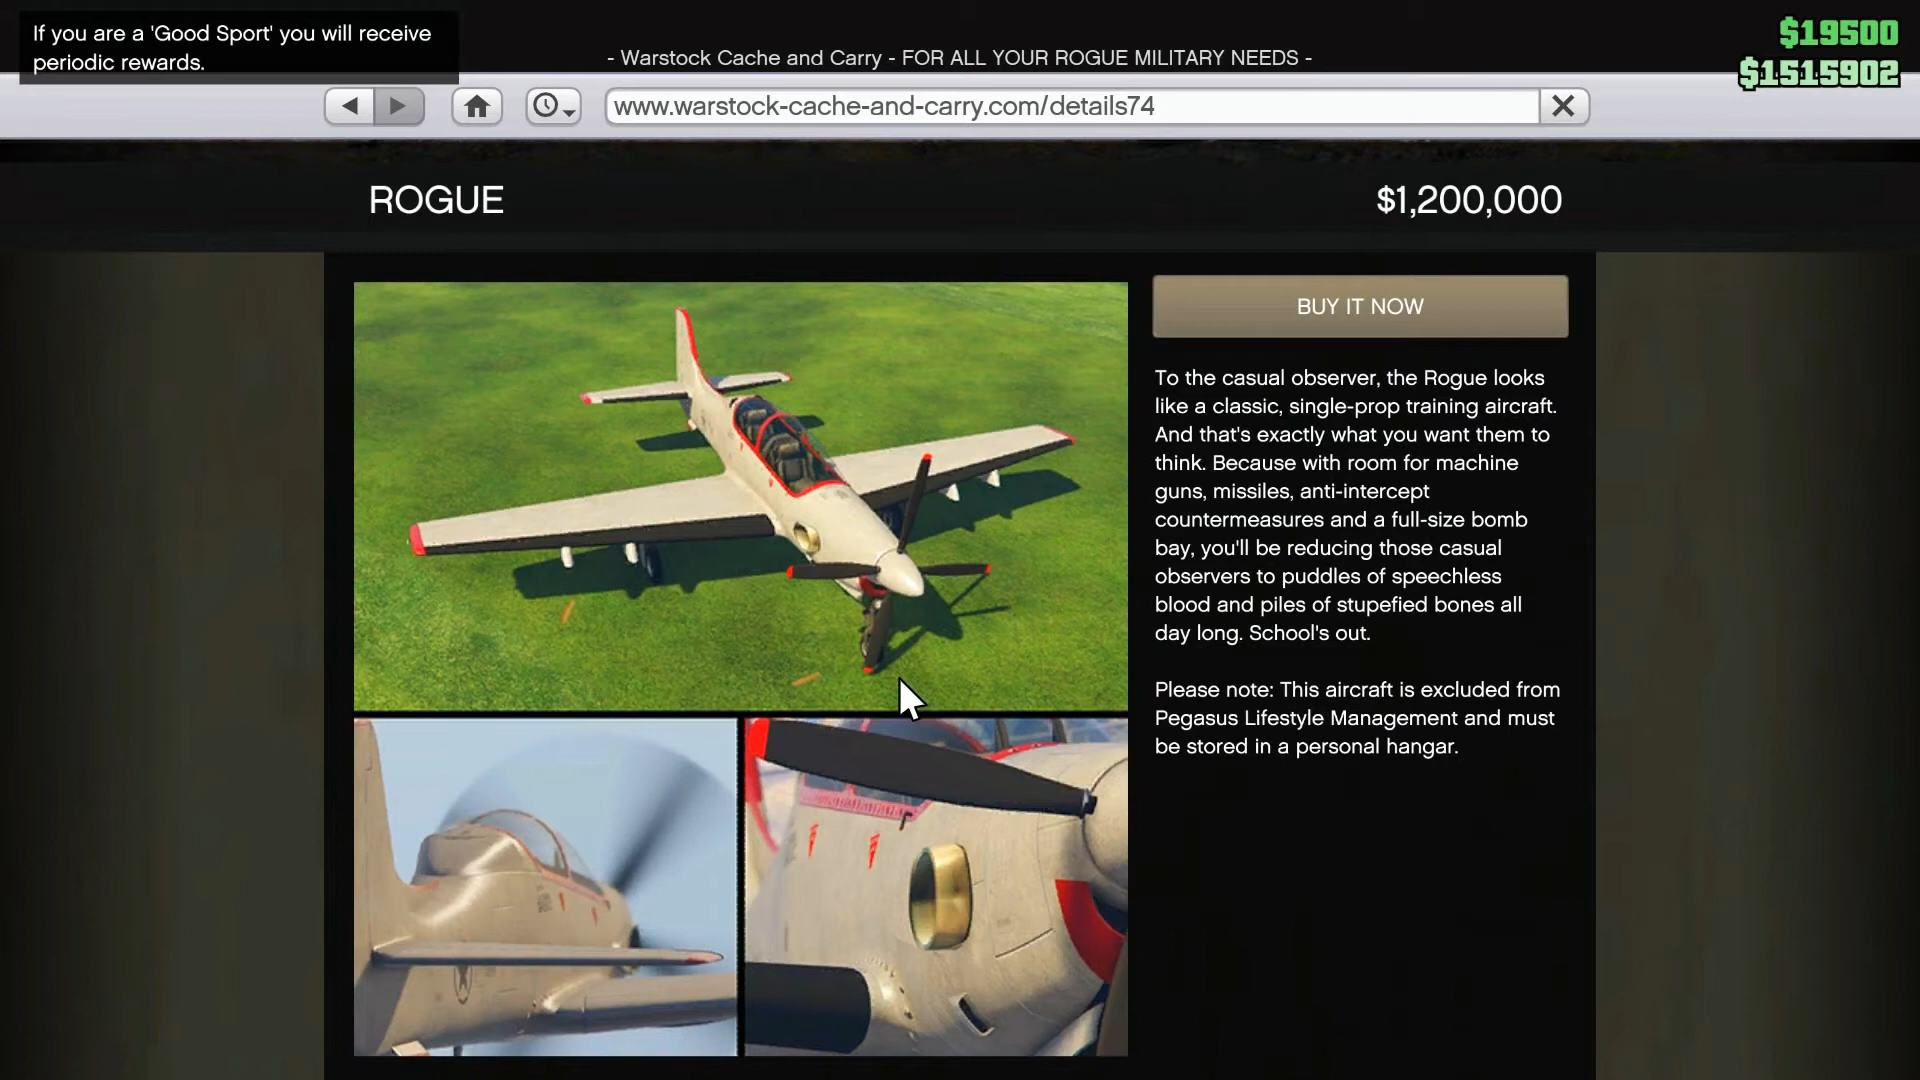 If you are a 'Good Sport' you will receive
periodic rewards.
- Warstock Cache and Carry - FOR ALL YOUR ROGUE MILITARY NEEDS -
$19500
$1515902
www.warstock-cache-and-carry.com/details74
ROGUE
$1,200,000
BUY IT NOW
To the casual observer, the Rogue looks
like a classic, single-prop training aircraft.
And that's exactly what you want them to
think. Because with room for machine
guns, missiles, anti-intercept
countermeasures and a full-size bomb
bay, you'll be reducing those casual
observers to puddles of speechless
blood and piles of stupefied bones all
day long. School's out.
Please note: This aircraft is excluded from
Pegasus Lifestyle Management and must
be stored in a personal hangar.